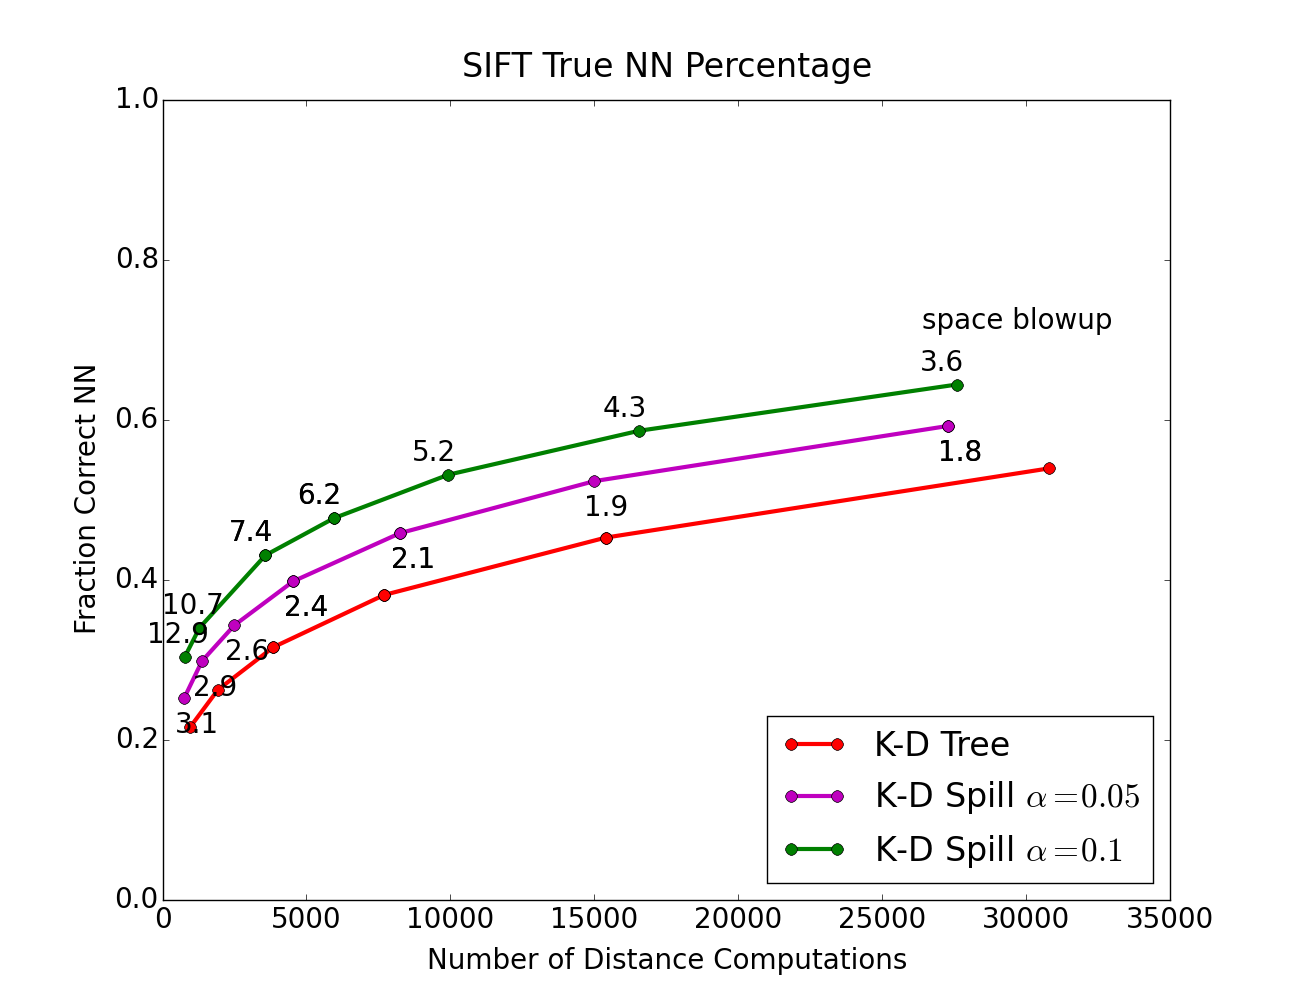 SIFT True NN Percentage
1.0
0.8
0.6
0.4
0.2
0.0
Fraction Correct NN
space blowup
3.6
4.3
5.2
6.2
7.4
10.7
12.9
1.8
1.9
2.1
2.4
2.6
2.9
3.1
K-D Tree
K-D Spill α=0.05
K-D Spill α=0.1
0 5000 10000 15000 20000 25000 30000 35000
Number of Distance Computations